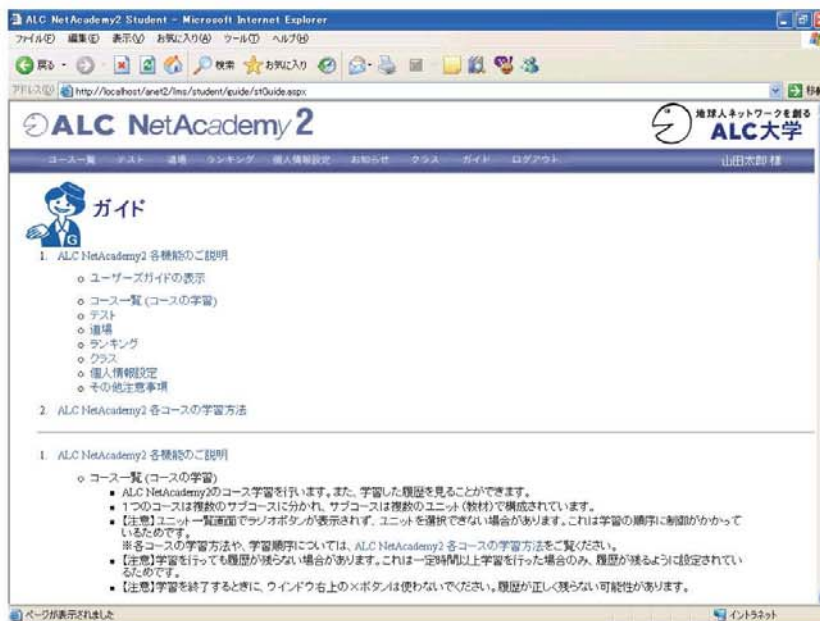 ALC NetAcademy2 Student - Microsoft Internet Explorer
ファイル(F) 編集(E) 表示(V) お気に入り(A) ツール(T) ヘルプ(H)
戻る 検索 お気に入り
アドレス(D) http://localhost/anet2/lms/student/guide/stGuide.aspx 移動
ALC NetAcademy 2
地球人ネットワークを創る
ALC大学
コース一覧 テスト 道場 ランキング 個人情報設定 お知らせ クラス ガイド ログアウト 山田太郎 様
ガイド
G
1. ALC NetAcademy2 各機能のご説明
ユーザーズガイドの表示
コース一覧 (コースの学習)
テスト
道場
ランキング
クラス
個人情報設定
その他注意事項
2. ALC NetAcademy2 各コースの学習方法
1. ALC NetAcademy2 各機能のご説明
コース一覧 (コースの学習)
ALC NetAcademy2のコース学習を行います。また、学習した履歴を見ることができます。
1つのコースは複数のサブコースに分かれ、サブコースは複数のユニット(教材)で構成されています。
【注意】ユニット一覧画面でラジオボタンが表示されず、ユニットを選択できない場合があります。これは学習の順序に制御がかかって
いるためです。
※各コースの学習方法や、学習順序については、ALC NetAcademy2 各コースの学習方法をご覧ください。
【注意】学習を行っても履歴が残らない場合があります。これは一定時間以上学習を行った場合のみ、履歴が残るように設定されてい
るためです。
【注意】学習を終了するときに、ウインドウ右上の×ボタンは使わないでください。履歴が正しく残らない可能性があります。
ページが表示されました イントラネット